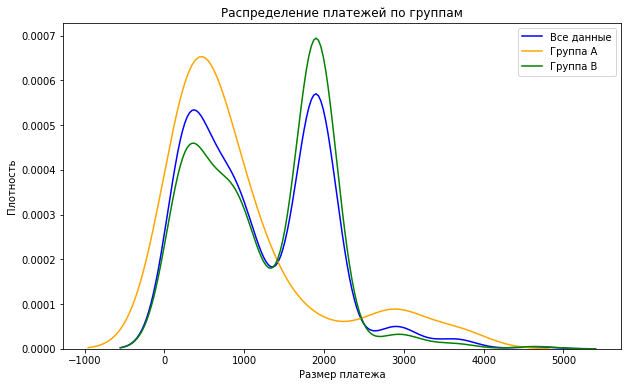 Распределение платежей по группам
Все данные
Группа A
Группа B
Плотность
0.0007
0.0006
0.0005
0.0004
0.0003
0.0002
0.0001
0.0000
-1000 0 1000 2000 3000 4000 5000
Размер платежа